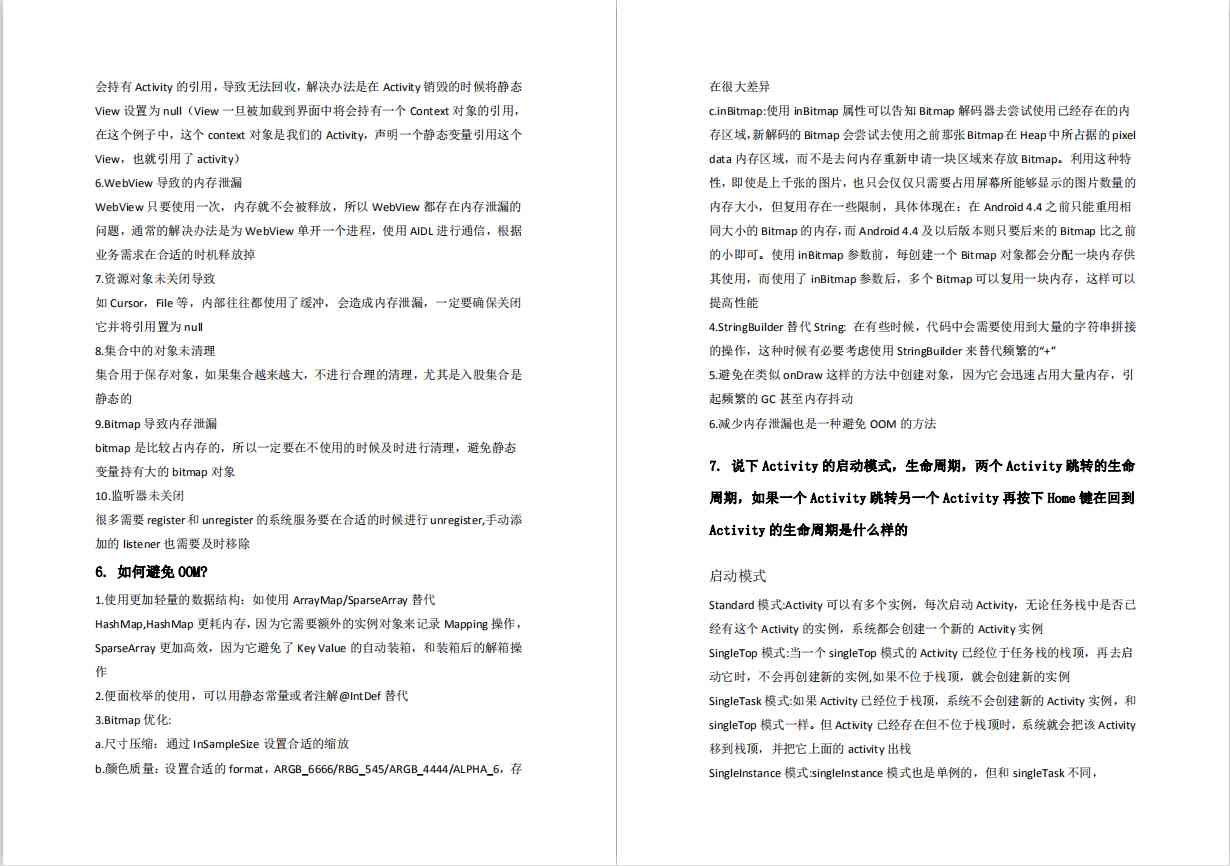 会持有 Activity 的引用，导致无法回收，解决办法是在 Activity 销毁的时候将静态
View 设置为 null（View 一旦被加载到界面中将会持有一个 Context 对象的引用，
在这个例子中，这个 context 对象是我们的 Activity，声明一个静态变量引用这个
View，也就引用了 activity）
6.WebView 导致的内存泄漏
WebView 只要使用一次，内存就不会被释放，所以 WebView 都存在内存泄漏的
问题，通常的解决办法是为 WebView 单开一个进程，使用 AIDL 进行通信，根据
业务需求在合适的时机释放掉
7.资源对象未关闭导致
如 Cursor，File 等，内部往往都使用了缓冲，会造成内存泄漏，一定要确保关闭
它并将引用置为 null
8.集合中的对象未清理
集合用于保存对象，如果集合越来越大，不进行合理的清理，尤其是入股集合是
静态的
9.Bitmap 导致内存泄漏
bitmap 是比较占内存的，所以一定要在不使用的时候及时进行清理，避免静态
变量持有大的 bitmap 对象
10.监听器未关闭
很多需要 register 和 unregister 的系统服务要在合适的时候进行 unregister,手动添
加的 listener 也需要及时移除
6. 如何避免 OOM?
1.使用更加轻量的数据结构：如使用 ArrayMap/SparseArray 替代
HashMap,HashMap 更耗内存，因为它需要额外的实例对象来记录 Mapping 操作，
SparseArray 更加高效，因为它避免了 Key Value 的自动装箱，和装箱后的解箱操
作
2.便面枚举的使用，可以用静态常量或者注解@IntDef 替代
3.Bitmap 优化:
a.尺寸压缩：通过 InSampleSize 设置合适的缩放
b.颜色质量：设置合适的 format，ARGB_6666/RBG_545/ARGB_4444/ALPHA_6，存
在很大差异
c.inBitmap:使用 inBitmap 属性可以告知 Bitmap 解码器去尝试使用已经存在的内
存区域,新解码的 Bitmap 会尝试去使用之前那张 Bitmap 在 Heap 中所占据的 pixel
data 内存区域，而不是去问内存重新申请一块区域来存放 Bitmap。利用这种特
性，即使是上千张的图片，也只会仅仅只需要占用屏幕所能够显示的图片数量的
内存大小，但复用存在一些限制，具体体现在：在 Android 4.4 之前只能重用相
同大小的 Bitmap 的内存,而 Android 4.4 及以后版本则只要后来的 Bitmap 比之前
的小即可。使用 inBitmap 参数前，每创建一个 Bitmap 对象都会分配一块内存供
其使用，而使用了 inBitmap 参数后，多个 Bitmap 可以复用一块内存，这样可以
提高性能
4.StringBuilder 替代 String: 在有些时候，代码中会需要使用到大量的字符串拼接
的操作，这种时候有必要考虑使用 StringBuilder 来替代频繁的“+”
5.避免在类似 onDraw 这样的方法中创建对象，因为它会迅速占用大量内存，引
起频繁的 GC 甚至内存抖动
6.减少内存泄漏也是一种避免 OOM 的方法
7. 说下 Activity 的启动模式，生命周期，两个 Activity 跳转的生命
周期，如果一个 Activity 跳转另一个 Activity 再按下 Home 键在回到
Activity 的生命周期是什么样的
启动模式
Standard 模式:Activity 可以有多个实例，每次启动 Activity，无论任务栈中是否已
经有这个 Activity 的实例，系统都会创建一个新的 Activity 实例
SingleTop 模式:当一个 singleTop 模式的 Activity 已经位于任务栈的栈顶，再去启
动它时，不会再创建新的实例,如果不位于栈顶，就会创建新的实例
SingleTask 模式:如果 Activity 已经位于栈顶，系统不会创建新的 Activity 实例，和
singleTop 模式一样。但 Activity 已经存在但不位于栈顶时，系统就会把该 Activity
移到栈顶，并把它上面的 activity 出栈
SingleInstance 模式:singleInstance 模式也是单例的，但和 singleTask 不同，